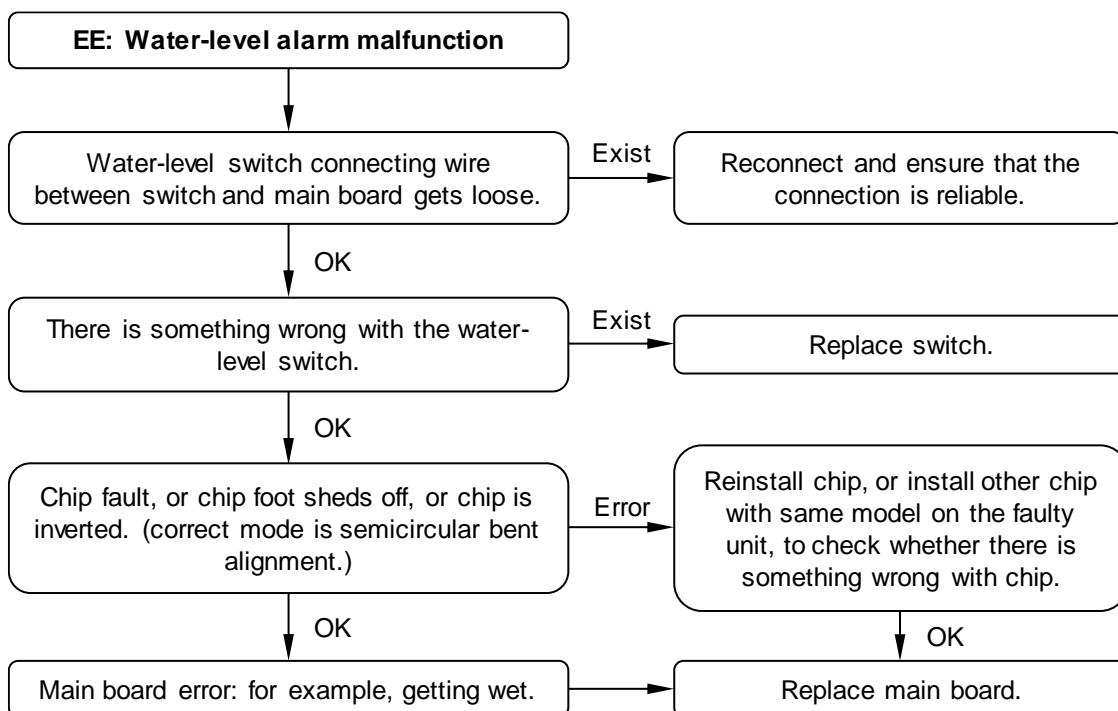 EE: Water-level alarm malfunction
Water-level switch connecting wire
between switch and main board gets loose.
Exist
Reconnect and ensure that the
connection is reliable.
OK
There is something wrong with the water-
level switch.
Exist
Replace switch.
OK
Chip fault, or chip foot sheds off, or chip is
inverted. (correct mode is semicircular bent
alignment.)
Error
Reinstall chip, or install other chip
with same model on the faulty
unit, to check whether there is
something wrong with chip.
OK
OK
Main board error: for example, getting wet.
Replace main board.